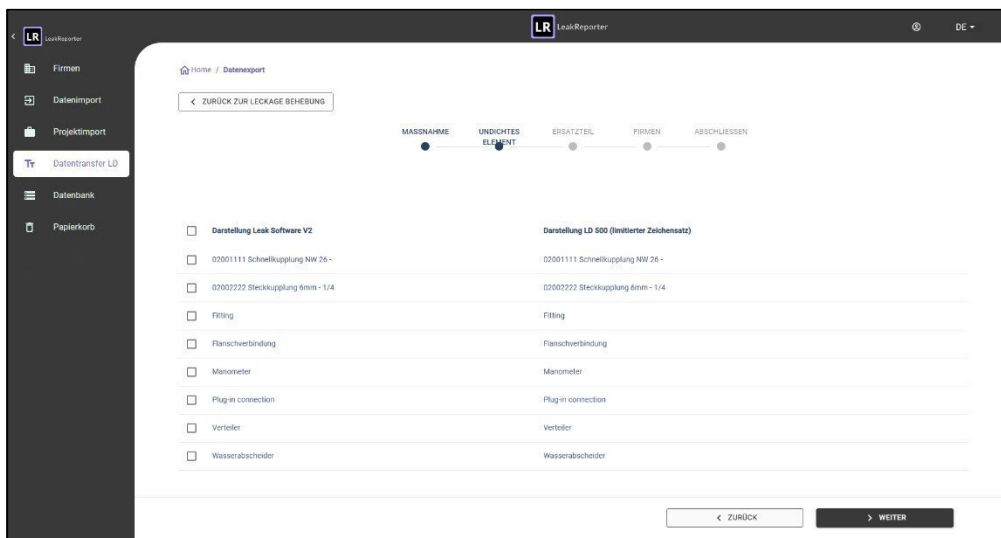 LR LeakReporter
LR LeakReporter
DE
Firmen
Datenimport
Projektimport
Datentransfer LD
Datenbank
Papierkorb
Home / Datenexport
< ZURÜCK ZUR LECKAGE BEHEBUNG
MASSNAHME UNDICHTES ELEMENT ERSATZTEIL FIRMEN ABSCHLIESSEN
Darstellung Leak Software V2 Darstellung LD 500 (limitierter Zeichensatz)
02001111 Schnellkupplung NW 26 - 02001111 Schnellkupplung NW 26 -
02002222 Steckkupplung 6mm - 1/4 02002222 Steckkupplung 6mm - 1/4
Fitting Fitting
Flanschverbindung Flanschverbindung
Manometer Manometer
Plug-in connection Plug-in connection
Verteiler Verteiler
Wasserabscheider Wasserabscheider
< ZURÜCK > WEITER